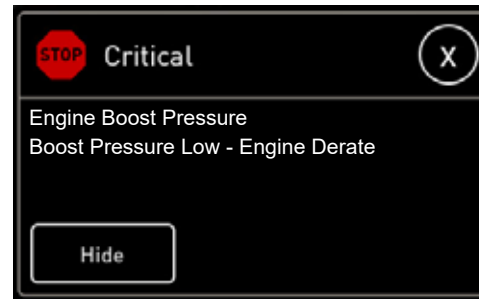 STOP Critical X
Engine Boost Pressure
Boost Pressure Low - Engine Derate
Hide